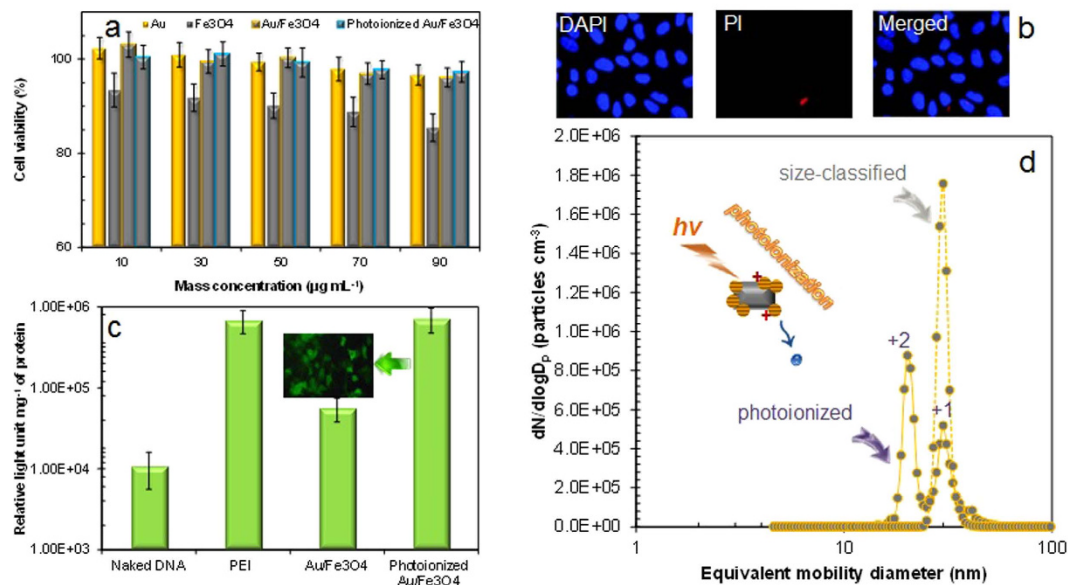 a
Au Fe3O4 Au/Fe3O4 Photoionized Au/Fe3O4
Cell viability (%)
100
80
60
10 30 50 70 90
Mass concentration (µg mL⁻¹)
DAPI PI Merged b
c
Relative light unit mg⁻¹ of protein
1.00E+06
1.00E+05
1.00E+04
1.00E+03
Naked DNA PEI Au/Fe3O4 Photoionized
Au/Fe3O4
d
dN/dlogDₚ (particles cm⁻³)
2.0E+06
1.8E+06
1.6E+06
1.4E+06
1.2E+06
1.0E+06
8.0E+05
6.0E+05
4.0E+05
2.0E+05
0.0E+00
size-classified
hv
photoionization
+
+
+2
+1
photoionized
1 10 100
Equivalent mobility diameter (nm)